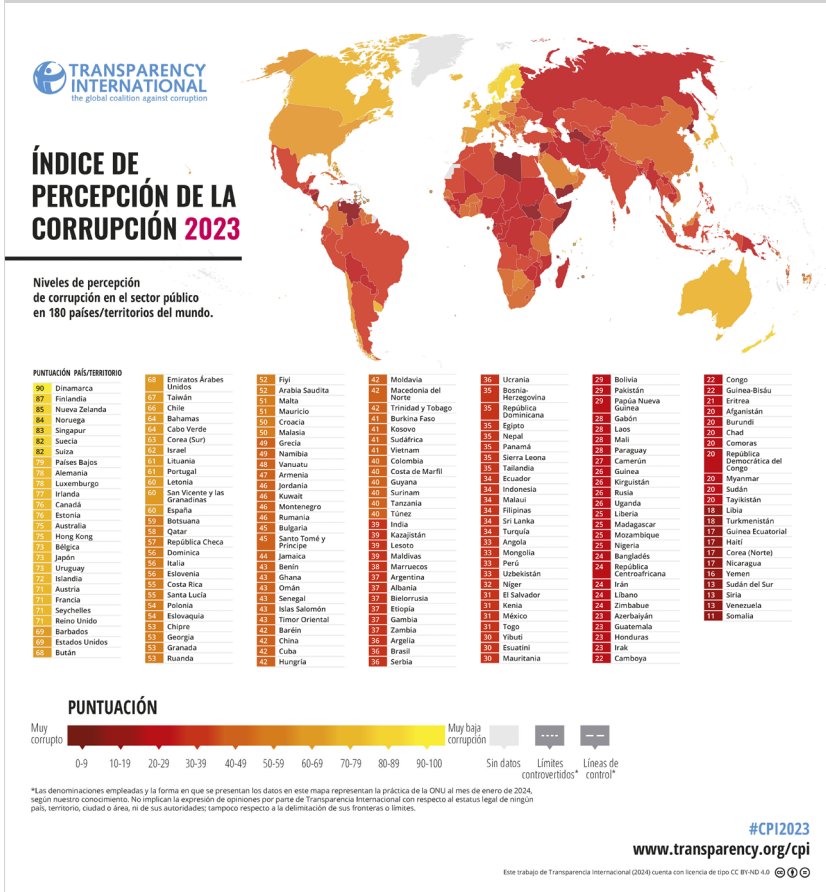 TRANSPARENCY
INTERNATIONAL
the global coalition against corruption
ÍNDICE DE
PERCEPCIÓN DE LA
CORRUPCIÓN 2023
Niveles de percepción
de corrupción en el sector público
en 180 países/territorios del mundo.
PUNTUACIÓN PAÍS/TERRITORIO
90 Dinamarca
87 Finlandia
85 Nueva Zelanda
84 Noruega
83 Singapur
82 Suecia
82 Suiza
79 Países Bajos
78 Alemania
78 Luxemburgo
77 Irlanda
76 Canadá
76 Estonia
75 Australia
75 Hong Kong
73 Bélgica
73 Japón
73 Uruguay
72 Islandia
71 Austria
71 Francia
71 Seychelles
71 Reino Unido
69 Barbados
69 Estados Unidos
68 Bután
68 Emiratos Árabes
Unidos
67 Taiwán
66 Chile
64 Bahamas
64 Cabo Verde
63 Corea (Sur)
62 Israel
61 Lituania
61 Portugal
60 Letonia
60 San Vicente y las
Granadinas
60 España
59 Botsuana
58 Qatar
57 República Checa
56 Dominica
56 Italia
56 Eslovenia
55 Costa Rica
55 Santa Lucía
54 Polonia
54 Eslovaquia
53 Chipre
53 Georgia
53 Granada
53 Ruanda
52 Fiyi
52 Arabia Saudita
51 Malta
51 Mauricio
50 Croacia
50 Malasia
49 Grecia
49 Namibia
48 Vanuatu
47 Armenia
46 Jordania
46 Kuwait
46 Montenegro
46 Rumania
45 Bulgaria
45 Santo Tomé y
Príncipe
44 Jamaica
43 Benín
43 Ghana
43 Omán
43 Senegal
43 Islas Salomón
43 Timor Oriental
42 Baréin
42 China
42 Cuba
42 Hungría
42 Moldavia
42 Macedonia del
Norte
42 Trinidad y Tobago
41 Burkina Faso
41 Kosovo
41 Sudáfrica
41 Vietnam
40 Colombia
40 Costa de Marfil
40 Guyana
40 Surinam
40 Tanzania
40 Túnez
39 India
39 Kazajistán
39 Lesoto
39 Maldivas
38 Marruecos
37 Argentina
37 Albania
37 Bielorrusia
37 Etiopía
37 Gambia
37 Zambia
36 Argelia
36 Brasil
36 Serbia
36 Ucrania
35 Bosnia-
Herzegovina
35 República
Dominicana
35 Egipto
35 Nepal
35 Panamá
35 Sierra Leona
35 Tailandia
34 Ecuador
34 Indonesia
34 Malaui
34 Filipinas
34 Sri Lanka
34 Turquía
33 Angola
33 Mongolia
33 Perú
33 Uzbekistán
32 Níger
31 El Salvador
31 Kenia
31 México
31 Togo
30 Yibuti
30 Esuatini
30 Mauritania
29 Bolivia
29 Pakistán
29 Papúa Nueva
Guinea
28 Gabón
28 Laos
28 Mali
28 Paraguay
27 Camerún
26 Guinea
26 Kirguistán
26 Rusia
26 Uganda
25 Liberia
25 Madagascar
25 Mozambique
25 Nigeria
24 Bangladés
24 República
Centroafricana
24 Irán
24 Líbano
24 Zimbabue
23 Azerbaiyán
23 Guatemala
23 Honduras
23 Irak
22 Camboya
22 Congo
22 Guinea-Bisáu
21 Eritrea
20 Afganistán
20 Burundi
20 Chad
20 Comoras
20 República
Democrática del
Congo
20 Myanmar
20 Sudán
20 Tayikistán
18 Libia
18 Turkmenistán
17 Guinea Ecuatorial
17 Haití
17 Corea (Norte)
17 Nicaragua
16 Yemen
13 Sudán del Sur
13 Siria
13 Venezuela
11 Somalia
PUNTUACIÓN
Muy
corrupto
Muy baja
corrupción
0-9 10-19 20-29 30-39 40-49 50-59 60-69 70-79 80-89 90-100
Sin datos
Límites
controvertidos*
Líneas de
control*
*Las denominaciones empleadas y la forma en que se presentan los datos en este mapa representan la práctica de la ONU al mes de enero de 2024,
según nuestro conocimiento. No implican la expresión de opiniones por parte de Transparencia Internacional con respecto al estatus legal de ningún
país, territorio, ciudad o área, ni de sus autoridades; tampoco respecto a la delimitación de sus fronteras o límites.
#CPI2023
www.transparency.org/cpi
Este trabajo de Transparencia Internacional (2024) cuenta con licencia de tipo CC BY-ND 4.0